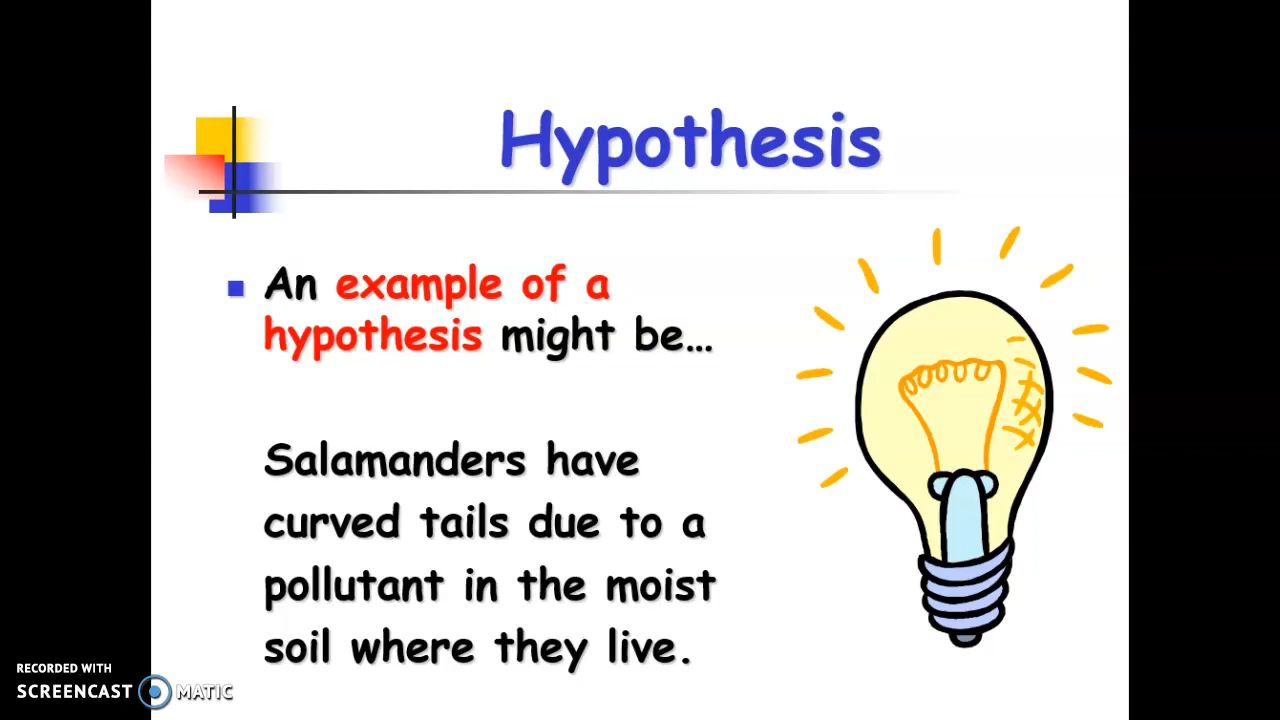 Hypothesis
An example of a
hypothesis might be...
Salamanders have
curved tails due to a
pollutant in the moist
soil where they live.
RECORDED WITH
SCREENCAST MATIC